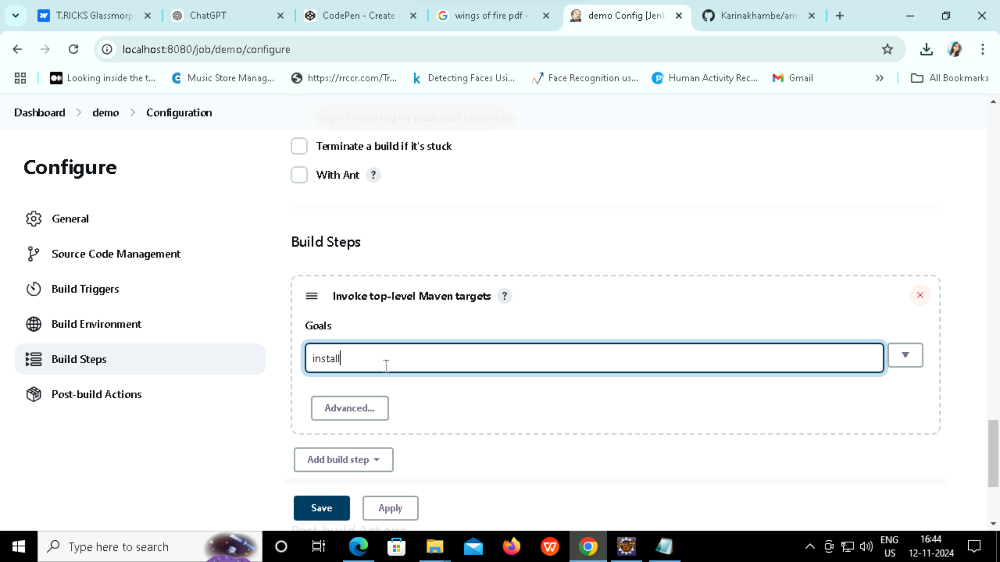 T.RICKS Glassmorp
ChatGPT
CodePen - Create
wings of fire pdf -
demo Config [Jenk
Karinakhambe/am
localhost:8080/job/demo/configure
Looking inside the t...
Music Store Manag...
https://rrccr.com/Tr...
Detecting Faces Usi...
Face Recognition us...
Human Activity Rec...
Gmail
All Bookmarks
Dashboard > demo > Configuration
Inspect build log for published build scans
Terminate a build if it's stuck
With Ant ?
Configure
General
Source Code Management
Build Triggers
Build Environment
Build Steps
Post-build Actions
Build Steps
Invoke top-level Maven targets ?
Goals
install
Advanced...
Add build step
Save
Apply
Post-build Actions
Type here to search
ENG
US
16:44
12-11-2024